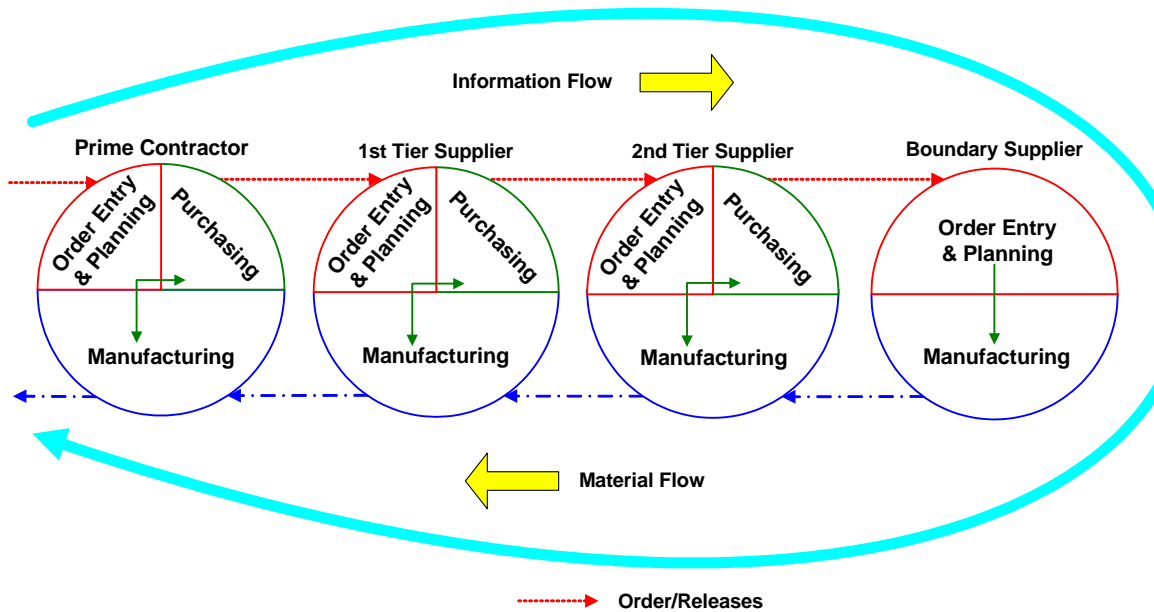 Information Flow
Prime Contractor
1st Tier Supplier
2nd Tier Supplier
Boundary Supplier
Order Entry
& Planning
Purchasing
Manufacturing
Order Entry
& Planning
Purchasing
Manufacturing
Order Entry
& Planning
Purchasing
Manufacturing
Order Entry
& Planning
Manufacturing
Material Flow
Order/Releases